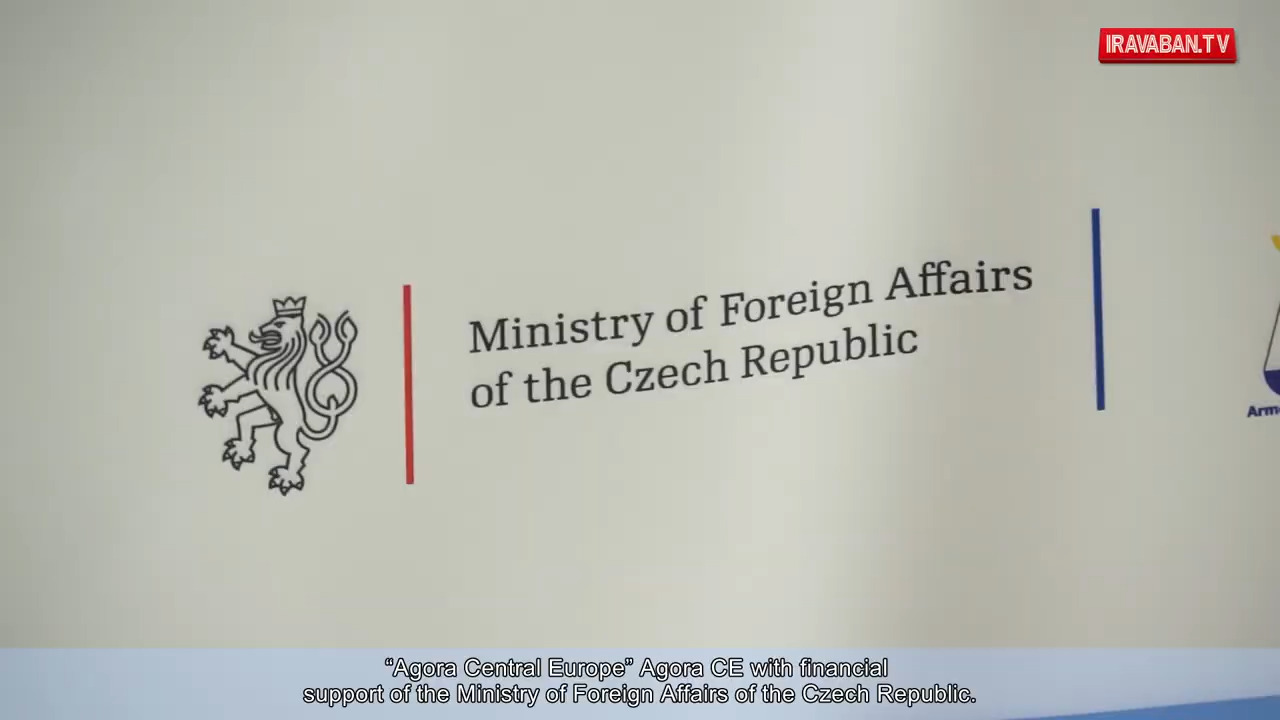 IRAVABAN.TV
Ministry of Foreign Affairs
of the Czech Republic
“Agora Central Europe” Agora CE with financial
support of the Ministry of Foreign Affairs of the Czech Republic.